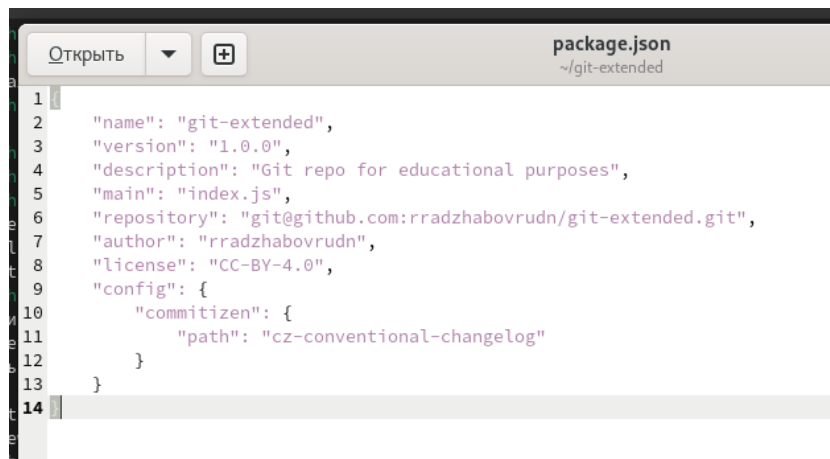 Открыть
package.json
~/git-extended
1 {
2     "name": "git-extended",
3     "version": "1.0.0",
4     "description": "Git repo for educational purposes",
5     "main": "index.js",
6     "repository": "git@github.com:rradzhabovrudn/git-extended.git",
7     "author": "rradzhabovrudn",
8     "license": "CC-BY-4.0",
9     "config": {
10         "commitizen": {
11             "path": "cz-conventional-changelog"
12         }
13     }
14 }